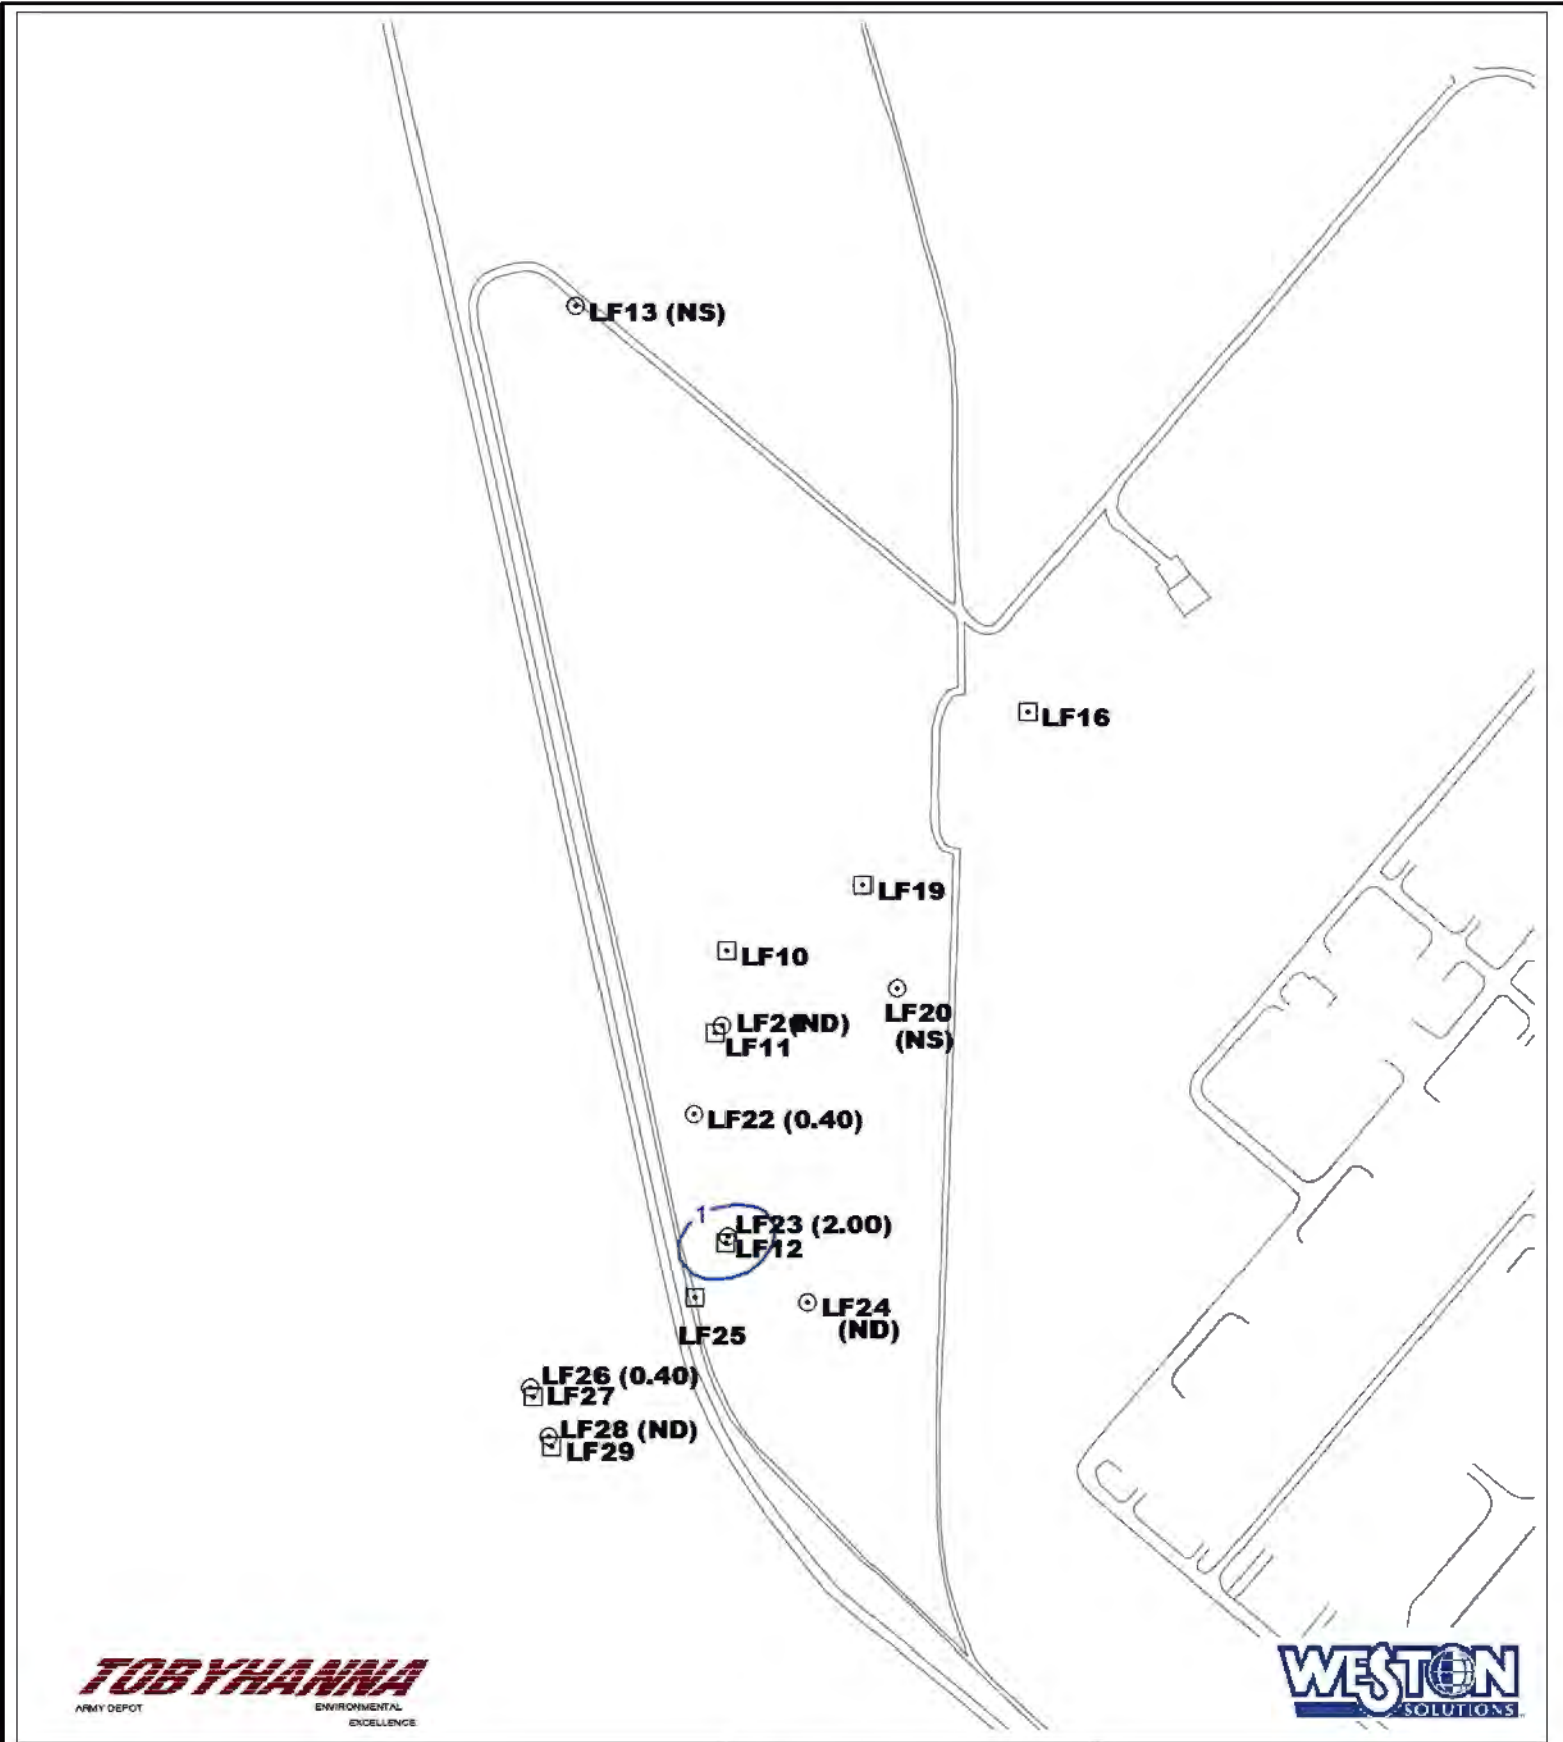 LF13 (NS)
LF16
LF19
LF10
LF20
(NS)
(ND)
LF11
LF22 (0.40)
1
LF23 (2.00)
LF12
LF24
(ND)
LF25
LF26 (0.40)
LF27
LF28 (ND)
LF29
TOBYHANNA
ARMY DEPOT
ENVIRONMENTAL
EXCELLENCE
WESTON
SOLUTIONS